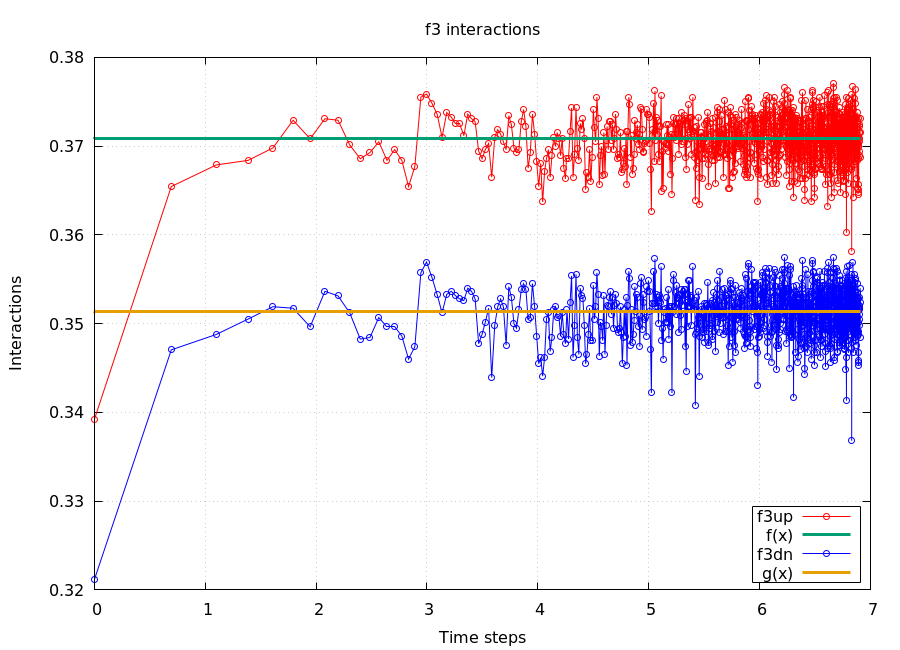 f3 interactions
0.38
0.37
0.36
0.35
0.34
0.33
0.32
Interactions
0 1 2 3 4 5 6 7
Time steps
f3up
f(x)
f3dn
g(x)